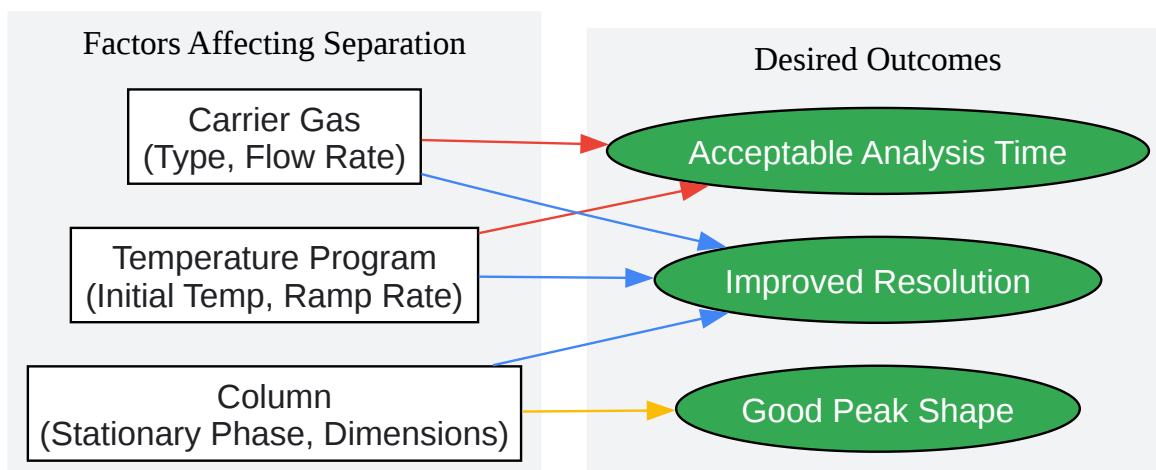 Factors Affecting Separation
Carrier Gas
(Type, Flow Rate)
Temperature Program
(Initial Temp, Ramp Rate)
Column
(Stationary Phase, Dimensions)
Desired Outcomes
Acceptable Analysis Time
Improved Resolution
Good Peak Shape